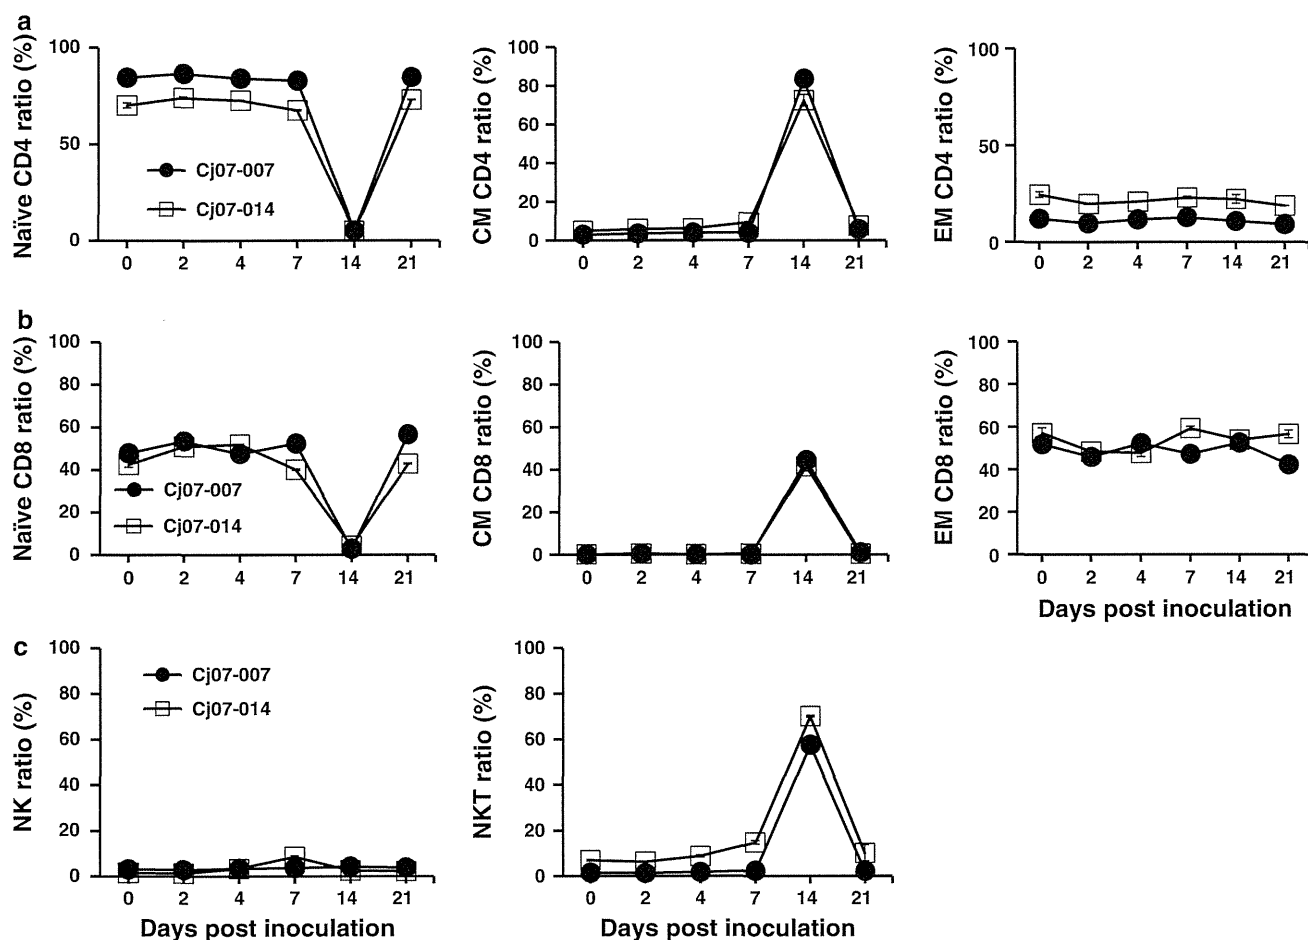 a
Naïve CD4 ratio (%)
100
50
0
Cj07-007
Cj07-014
0 2 4 7 14 21
CM CD4 ratio (%)
100
80
60
40
20
0
0 2 4 7 14 21
EM CD4 ratio (%)
100
50
0
0 2 4 7 14 21
b
Naïve CD8 ratio (%)
100
80
60
40
20
0
Cj07-007
Cj07-014
0 2 4 7 14 21
CM CD8 ratio (%)
100
80
60
40
20
0
0 2 4 7 14 21
EM CD8 ratio (%)
100
80
60
40
20
0
0 2 4 7 14 21
Days post inoculation
c
NK ratio (%)
100
80
60
40
20
0
Cj07-007
Cj07-014
0 2 4 7 14 21
Days post inoculation
NKT ratio (%)
100
80
60
40
20
0
0 2 4 7 14 21
Days post inoculation